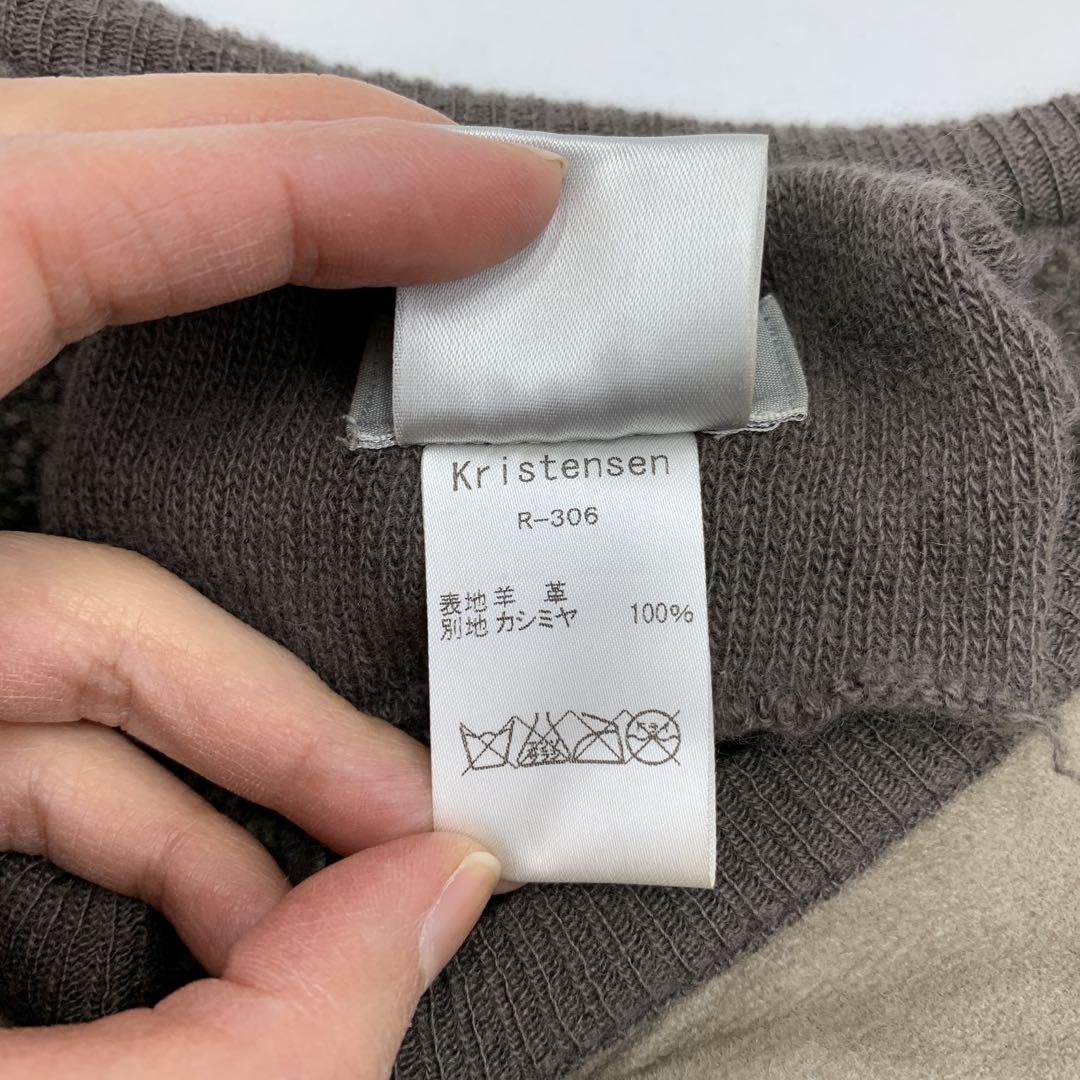 Kristensen
R-306
表地 羊 革
別地 カシミヤ 100%